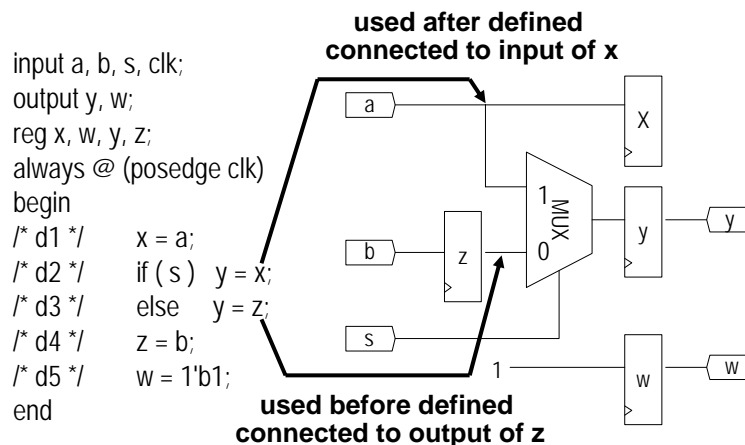 used after defined
connected to input of x
input a, b, s, clk;
output y, w;
reg x, w, y, z;
always @ (posedge clk)
begin
/* d1 */ x = a;
/* d2 */ if ( s ) y = x;
/* d3 */ else y = z;
/* d4 */ z = b;
/* d5 */ w = 1'b1;
end
a
X
1
MUX
0
b
z
y
y
s
1
w
w
used before defined
connected to output of z